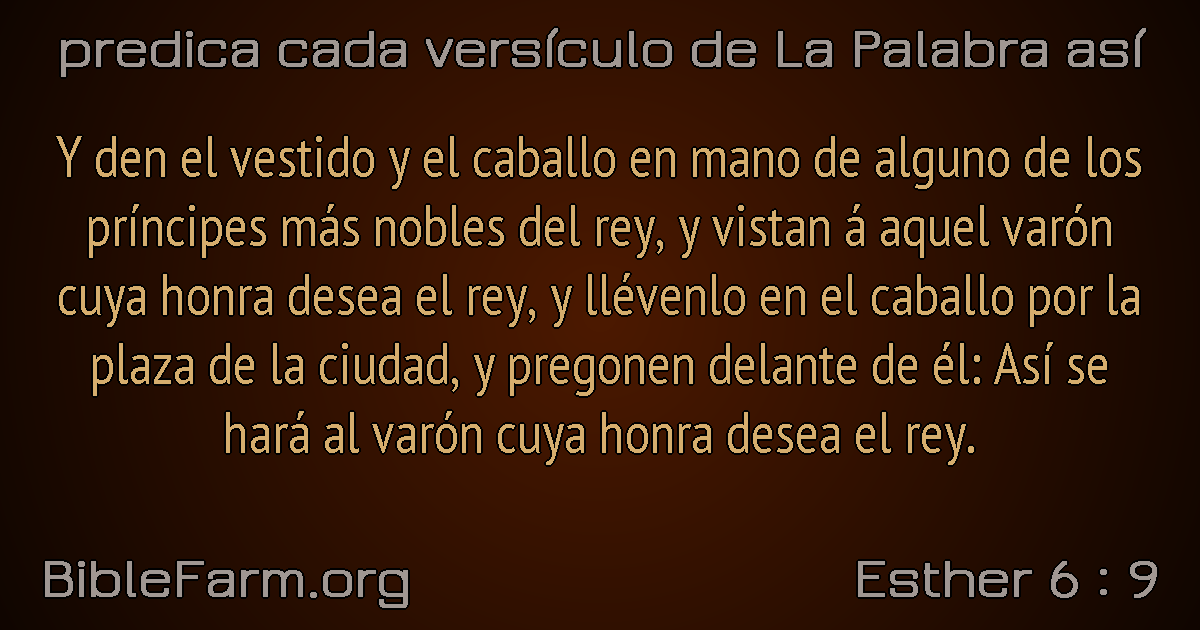 predica cada versículo de La Palabra así
Y den el vestido y el caballo en mano de alguno de los
príncipes más nobles del rey, y vistan á aquel varón
cuya honra desea el rey, y llévenlo en el caballo por la
plaza de la ciudad, y pregonen delante de él: Así se
hará al varón cuya honra desea el rey.
BibleFarm.org
Esther 6 : 9